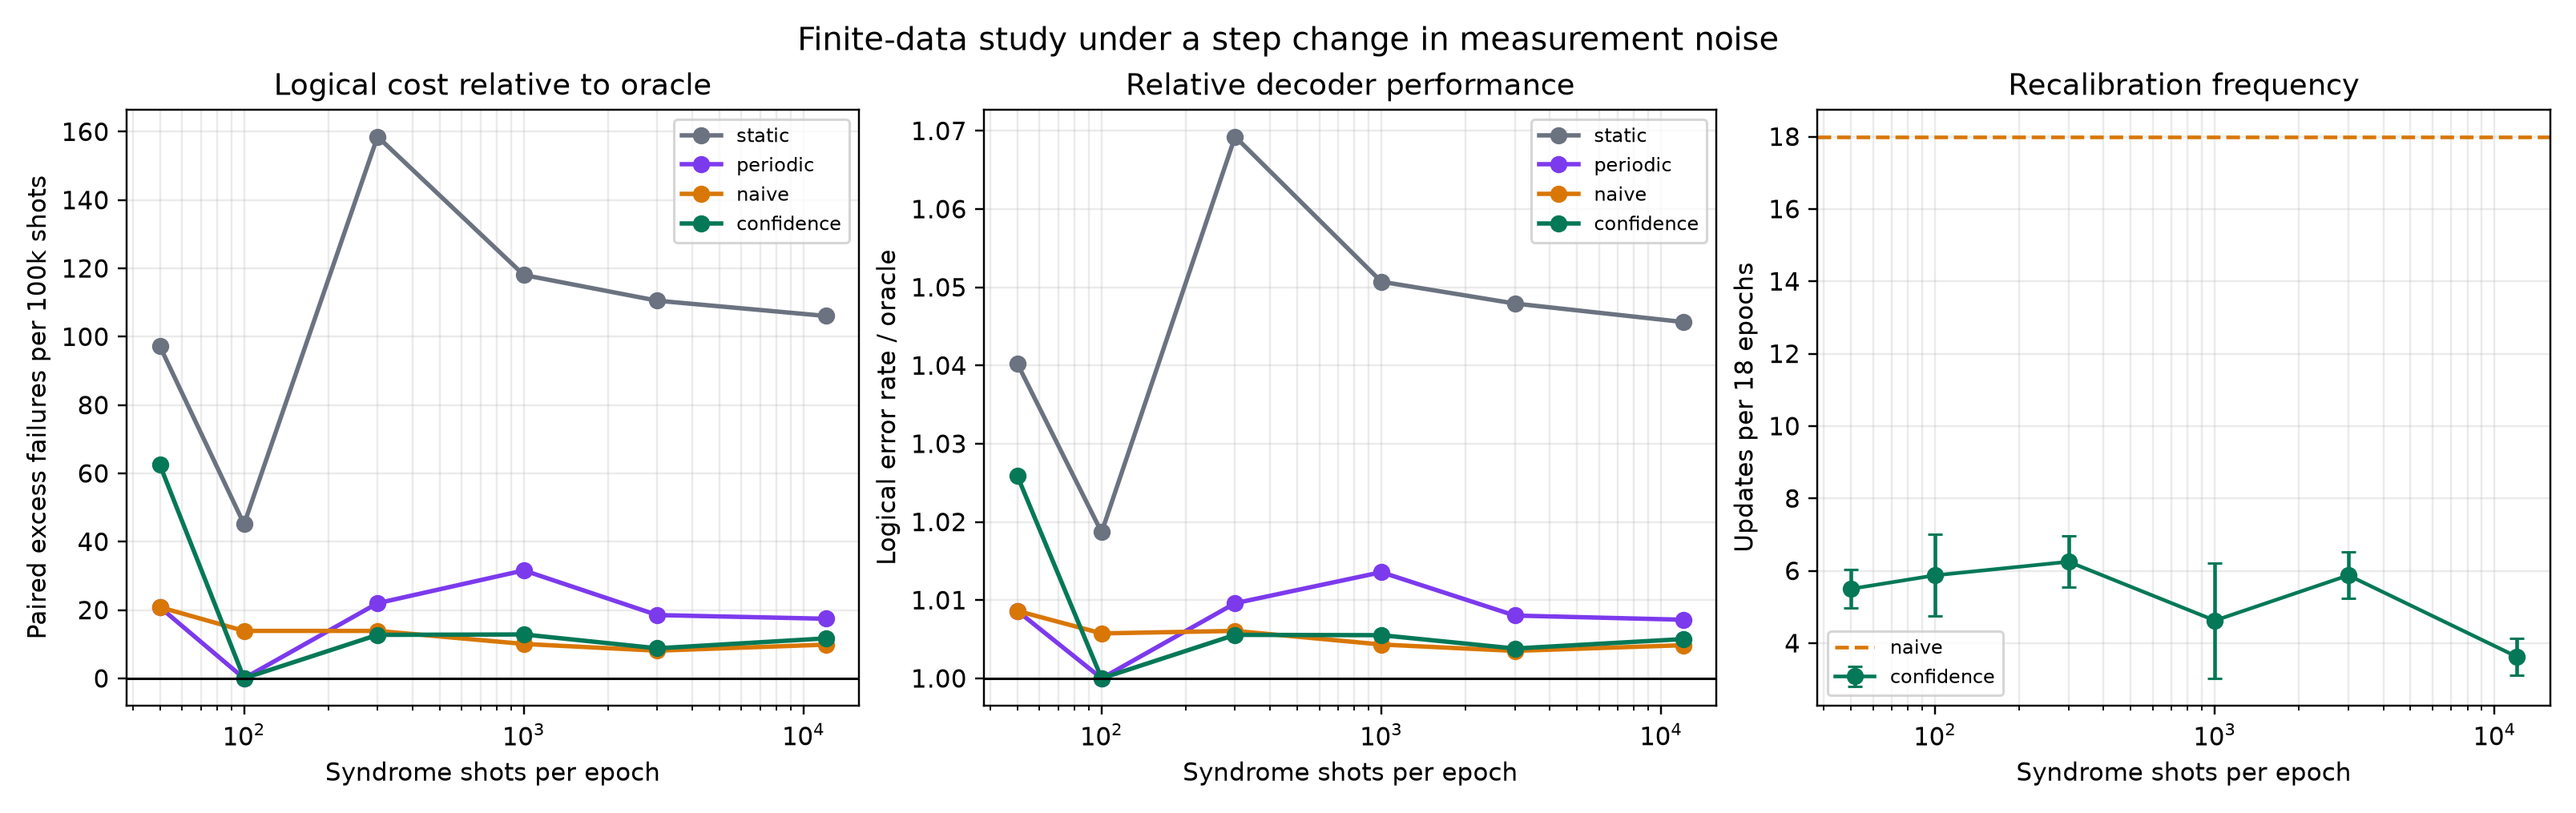 Finite-data study under a step change in measurement noise
Logical cost relative to oracle
Paired excess failures per 100k shots
160
140
120
100
80
60
40
20
0
static
periodic
naive
confidence
10²
10³
10⁴
Syndrome shots per epoch
Relative decoder performance
Logical error rate / oracle
1.07
1.06
1.05
1.04
1.03
1.02
1.01
1.00
static
periodic
naive
confidence
10²
10³
10⁴
Syndrome shots per epoch
Recalibration frequency
Updates per 18 epochs
18
16
14
12
10
8
6
4
naive
confidence
10²
10³
10⁴
Syndrome shots per epoch